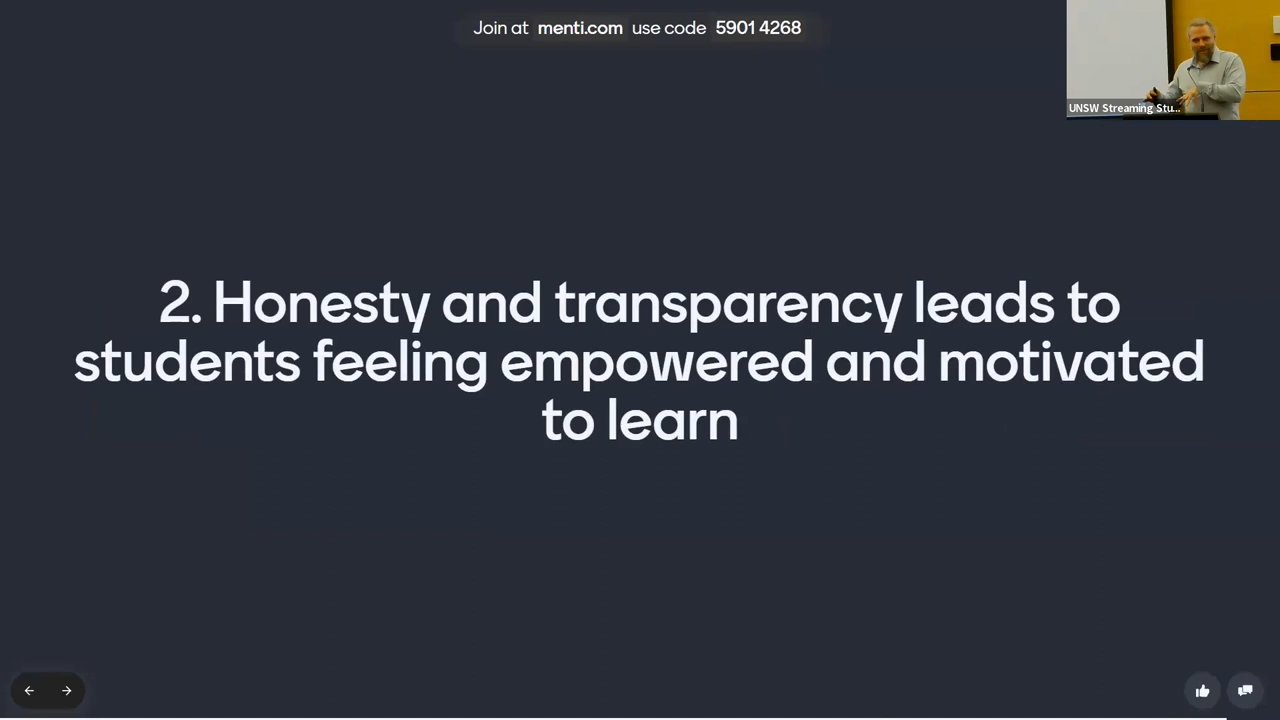 Join at menti.com use code 5901 4268
UNSW Streaming Stu...
2. Honesty and transparency leads to
students feeling empowered and motivated
to learn